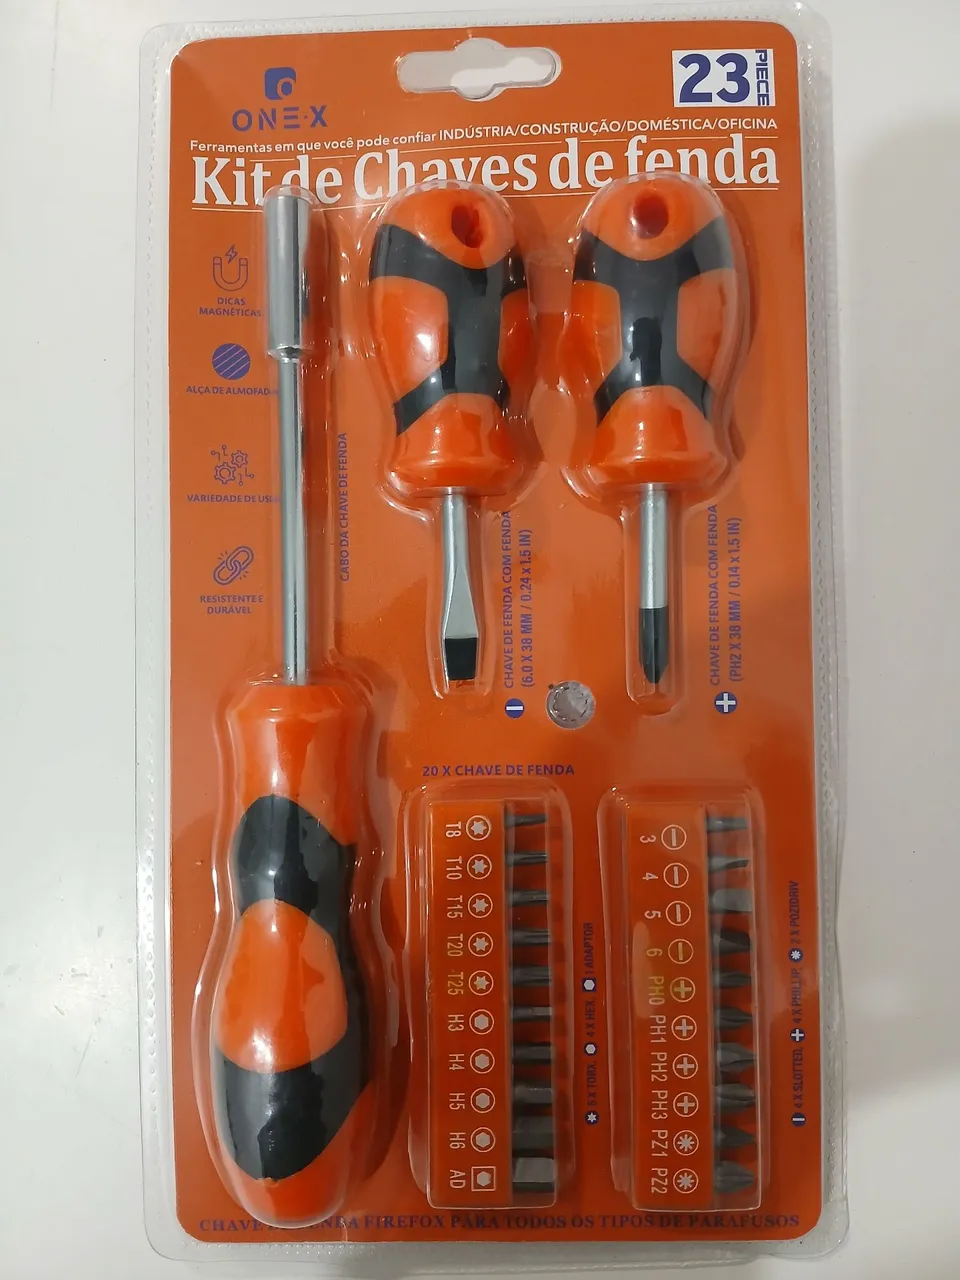 ONE-X
23 PIECE
Ferramentas em que você pode confiar INDÚSTRIA/CONSTRUÇÃO/DOMÉSTICA/OFICINA
Kit de Chaves de fenda
DICAS
MAGNÉTICAS
ALÇA DE ALMOFADA
VARIEDADE DE USO
RESISTENTE E
DURÁVEL
CABO DA CHAVE DE FENDA
CHAVE DE FENDA COM FENDA
(6.0 X 38 MM / 0.24 x 1.5 IN)
CHAVE DE FENDA COM FENDA
(PH2 X 38 MM / 0.14 x 1.5 IN)
20 X CHAVE DE FENDA
T8
T10
T15
T20
T25
H3
H4
H5
H6
AD
5 X TORX, 4 X HEX, 1 ADAPTOR
3
4
5
6
PH0
PH1
PH2
PH3
PZ1
PZ2
4 X SLOTTED, 4 X PHILLIP, 2 X POZIDRIV
CHAVE FENDA FIREFOX PARA TODOS OS TIPOS DE PARAFUSOS